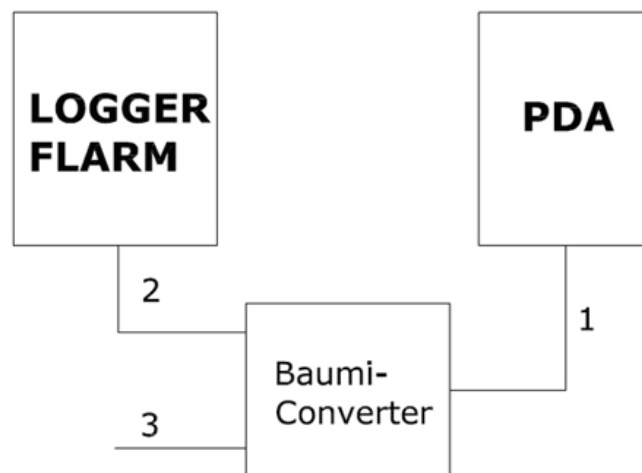 LOGGER
FLARM
PDA
2
1
Baumi-
Converter
3